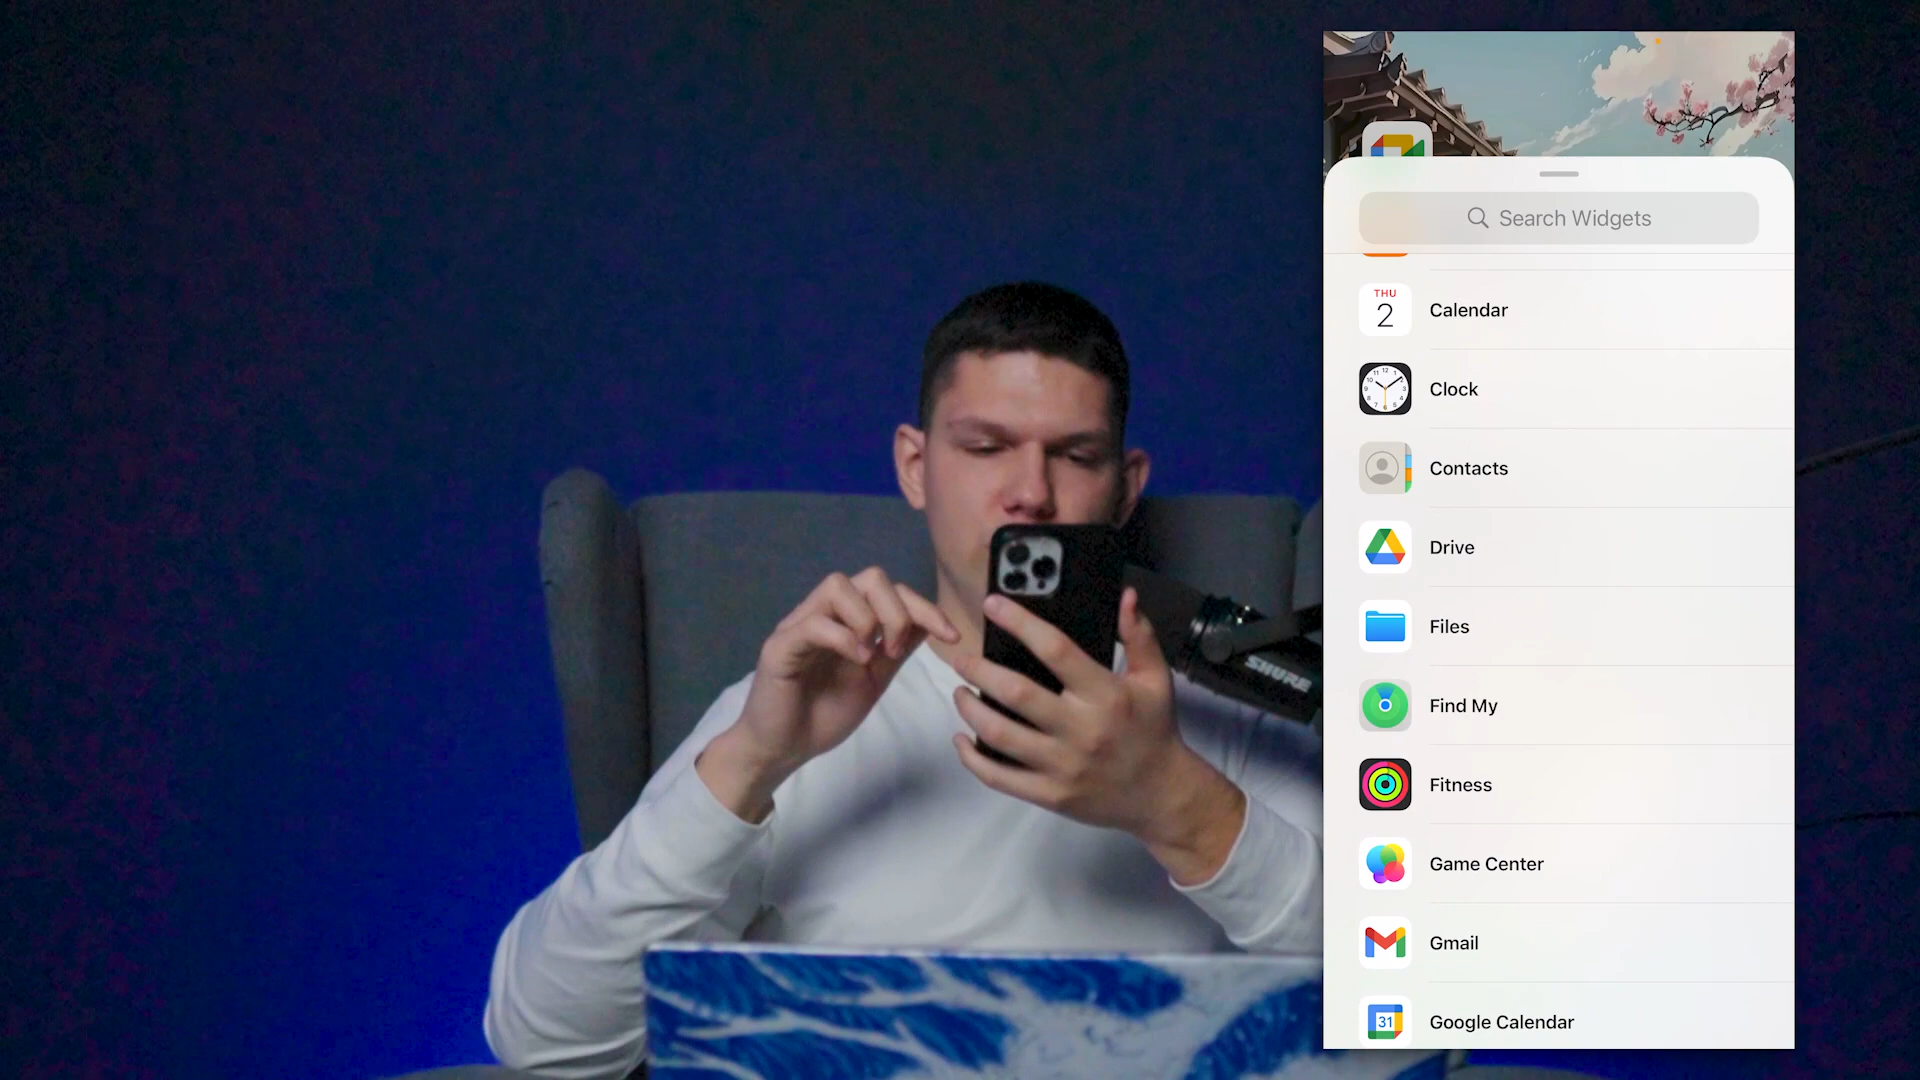 Search Widgets
THU
2
Calendar
Clock
Contacts
Drive
Files
Find My
Fitness
Game Center
Gmail
31
Google Calendar
SHURE